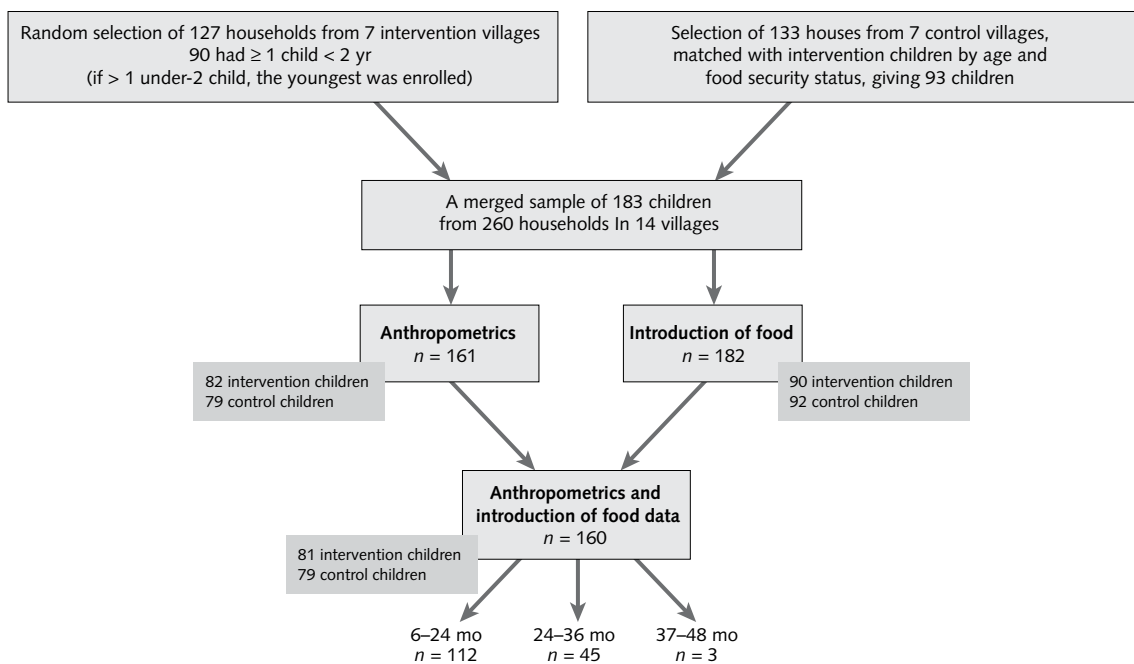 Random selection of 127 households from 7 intervention villages
90 had ≥ 1 child < 2 yr
(if > 1 under-2 child, the youngest was enrolled)
Selection of 133 houses from 7 control villages,
matched with intervention children by age and
food security status, giving 93 children
A merged sample of 183 children
from 260 households In 14 villages
Anthropometrics
n = 161
82 intervention children
79 control children
Introduction of food
n = 182
90 intervention children
92 control children
Anthropometrics and
introduction of food data
n = 160
81 intervention children
79 control children
6–24 mo
n = 112
24–36 mo
n = 45
37–48 mo
n = 3